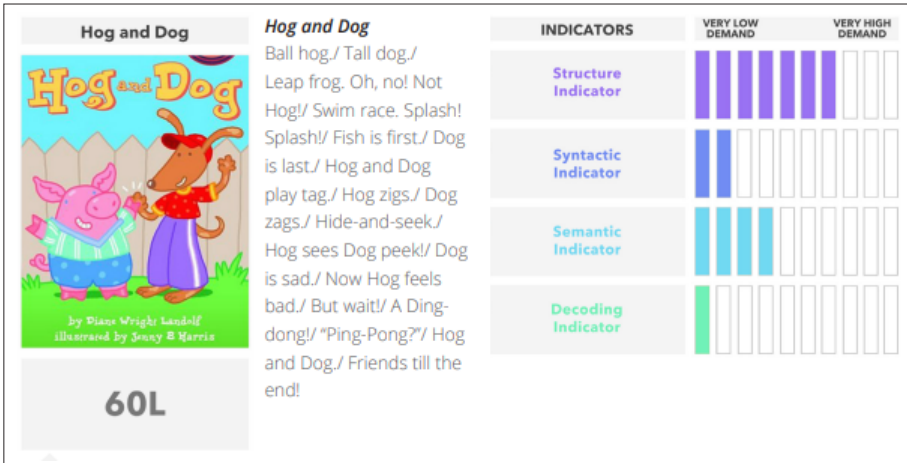 Hog and Dog
Hog and Dog
by Diane Wright Landolf
illustrated by Jenny B Harris
60L
Hog and Dog
Ball hog./ Tall dog./
Leap frog. Oh, no! Not
Hog!/ Swim race. Splash!
Splash!/ Fish is first./ Dog
is last./ Hog and Dog
play tag./ Hog zigs./ Dog
zags./ Hide-and-seek./
Hog sees Dog peek!/ Dog
is sad./ Now Hog feels
bad./ But wait!/ A Ding-
dong!/ “Ping-Pong?”/ Hog
and Dog./ Friends till the
end!
INDICATORS
VERY LOW
DEMAND
VERY HIGH
DEMAND
Structure
Indicator
Syntactic
Indicator
Semantic
Indicator
Decoding
Indicator